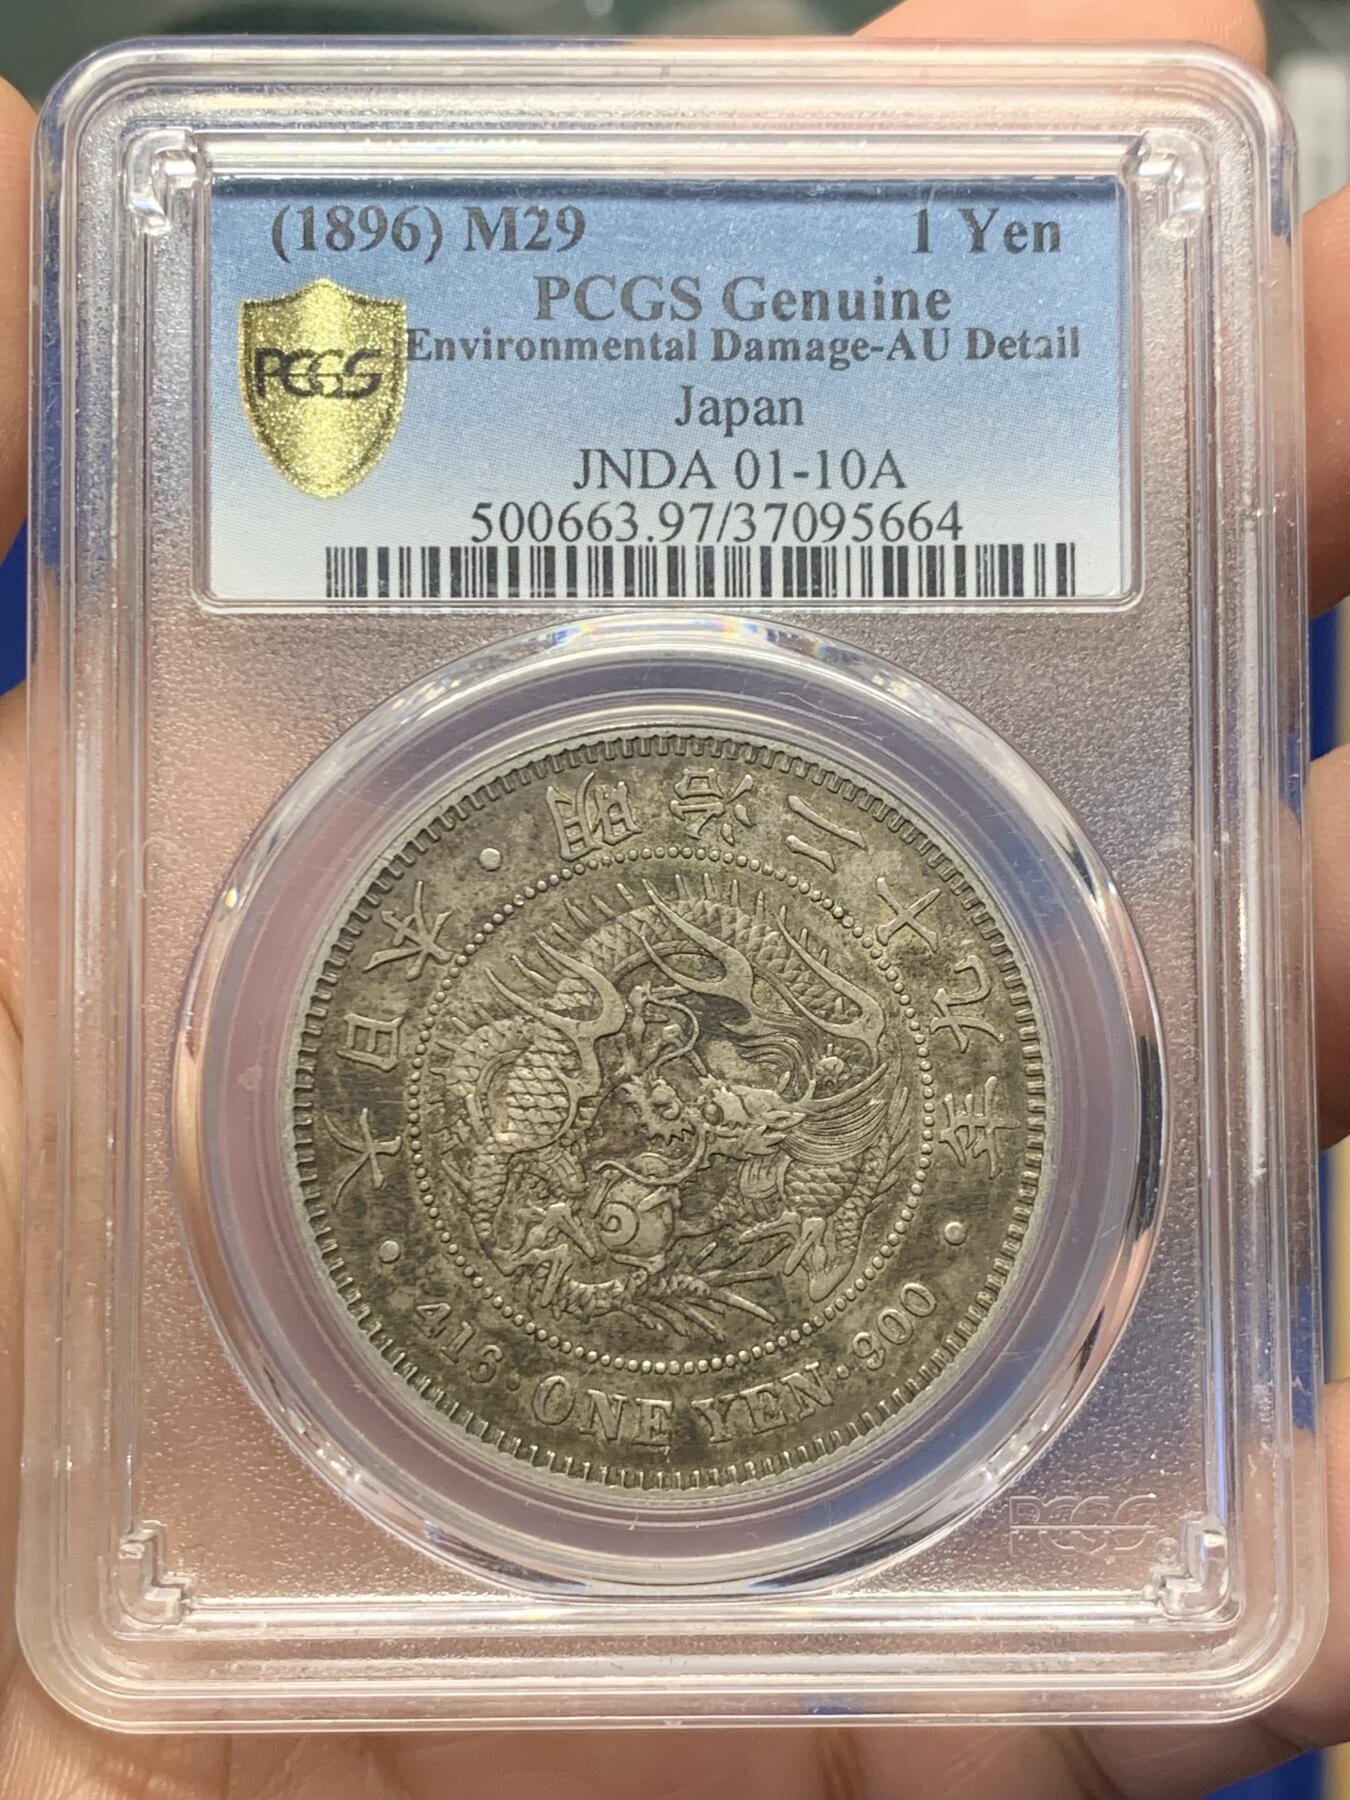 (1896) M29 1 Yen
PCGS Genuine
PCGS
Environmental Damage-AU Detail
Japan
JNDA 01-10A
500663.97/37095664
大日本・明治二十九年
416・ONE YEN・900
PCGS